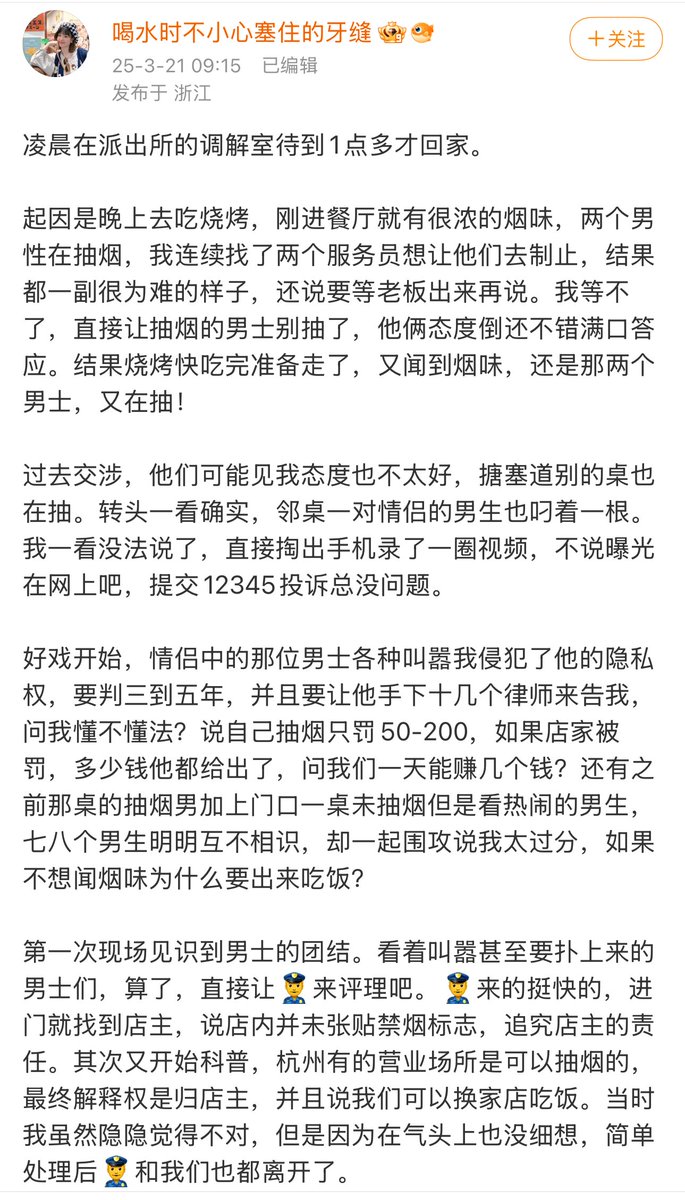 喝水时不小心塞住的牙缝
＋关注
25-3-21 09:15 已编辑
发布于 浙江
凌晨在派出所的调解室待到1点多才回家。
起因是晚上去吃烧烤，刚进餐厅就有很浓的烟味，两个男
性在抽烟，我连续找了两个服务员想让他们去制止，结果
都一副很为难的样子，还说要等老板出来再说。我等不
了，直接让抽烟的男士别抽了，他俩态度倒还不错满口答
应。结果烧烤快吃完准备走了，又闻到烟味，还是那两个
男士，又在抽！
过去交涉，他们可能见我态度也不太好，搪塞道别的桌也
在抽。转头一看确实，邻桌一对情侣的男生也叼着一根。
我一看没法说了，直接掏出手机录了一圈视频，不说曝光
在网上吧，提交12345投诉总没问题。
好戏开始，情侣中的那位男士各种叫嚣我侵犯了他的隐私
权，要判三到五年，并且要让他手下十几个律师来告我，
问我懂不懂法？说自己抽烟只罚50-200，如果店家被
罚，多少钱他都给出了，问我们一天能赚几个钱？还有之
前那桌的抽烟男加上门口一桌未抽烟但是看热闹的男生，
七八个男生明明互不相识，却一起围攻说我太过分，如果
不想闻烟味为什么要出来吃饭？
第一次现场见识到男士的团结。看着叫嚣甚至要扑上来的
男士们，算了，直接让👮来评理吧。👮来的挺快的，进
门就找到店主，说店内并未张贴禁烟标志，追究店主的责
任。其次又开始科普，杭州有的营业场所是可以抽烟的，
最终解释权是归店主，并且说我们可以换家店吃饭。当时
我虽然隐隐觉得不对，但是因为在气头上也没细想，简单
处理后👮和我们也都离开了。